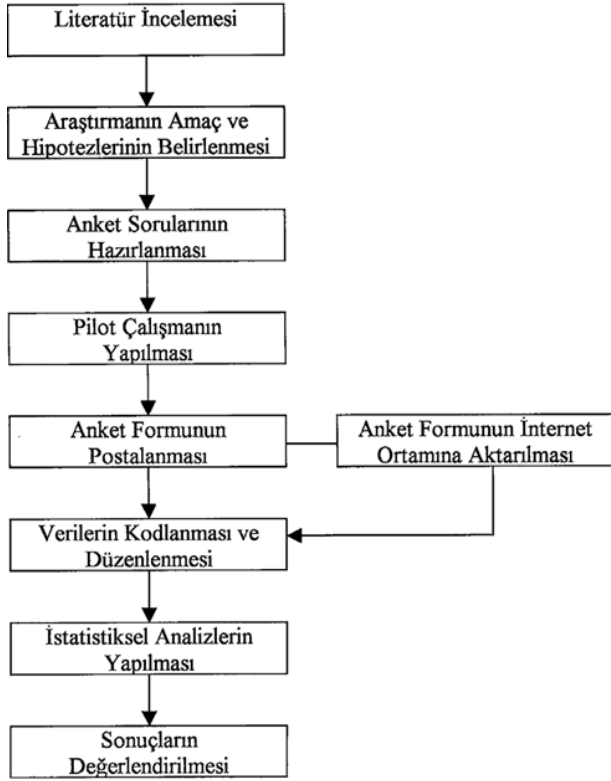 Literatür İncelemesi
Araştırmanın Amaç ve
Hipotezlerinin Belirlenmesi
Anket Sorularının
Hazırlanması
Pilot Çalışmanın
Yapılması
Anket Formunun
Postalanması
Anket Formunun İnternet
Ortamına Aktarılması
Verilerin Kodlanması ve
Düzenlenmesi
İstatistiksel Analizlerin
Yapılması
Sonuçların
Değerlendirilmesi